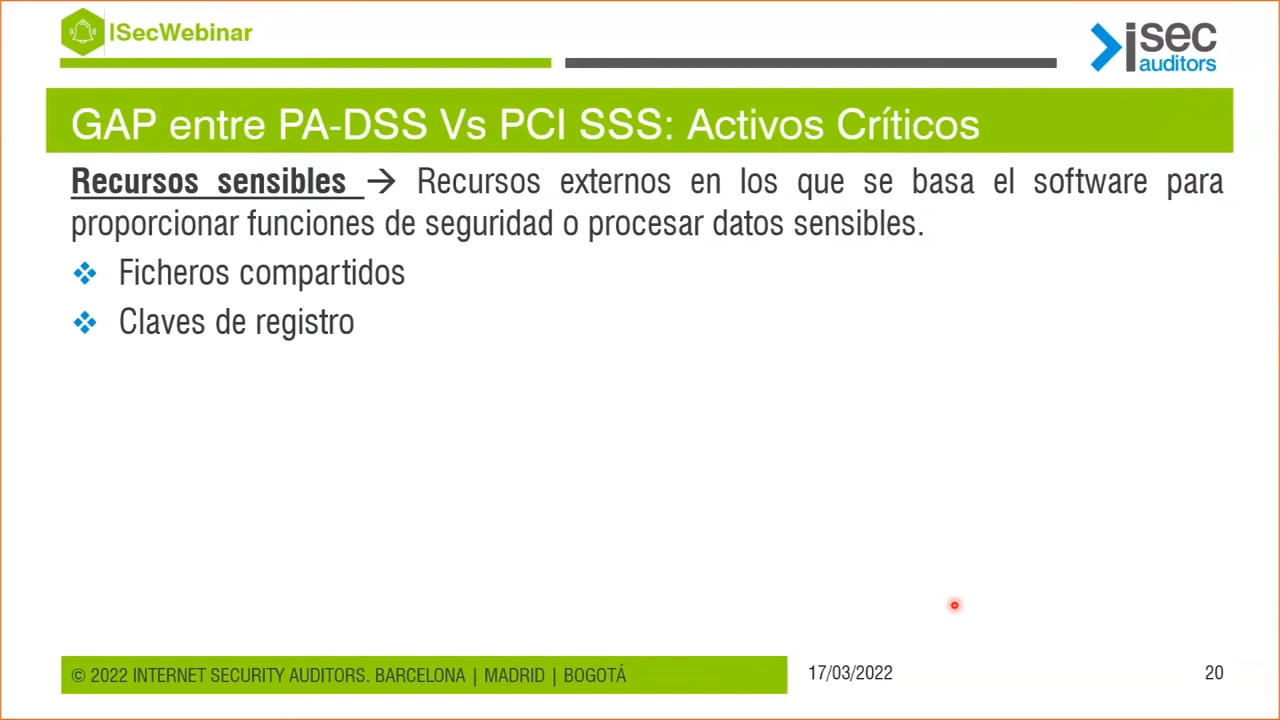 ISecWebinar
isec
auditors
GAP entre PA-DSS Vs PCI SSS: Activos Críticos
Recursos sensibles → Recursos externos en los que se basa el software para
proporcionar funciones de seguridad o procesar datos sensibles.
❖ Ficheros compartidos
❖ Claves de registro
© 2022 INTERNET SECURITY AUDITORS. BARCELONA | MADRID | BOGOTÁ
17/03/2022
20